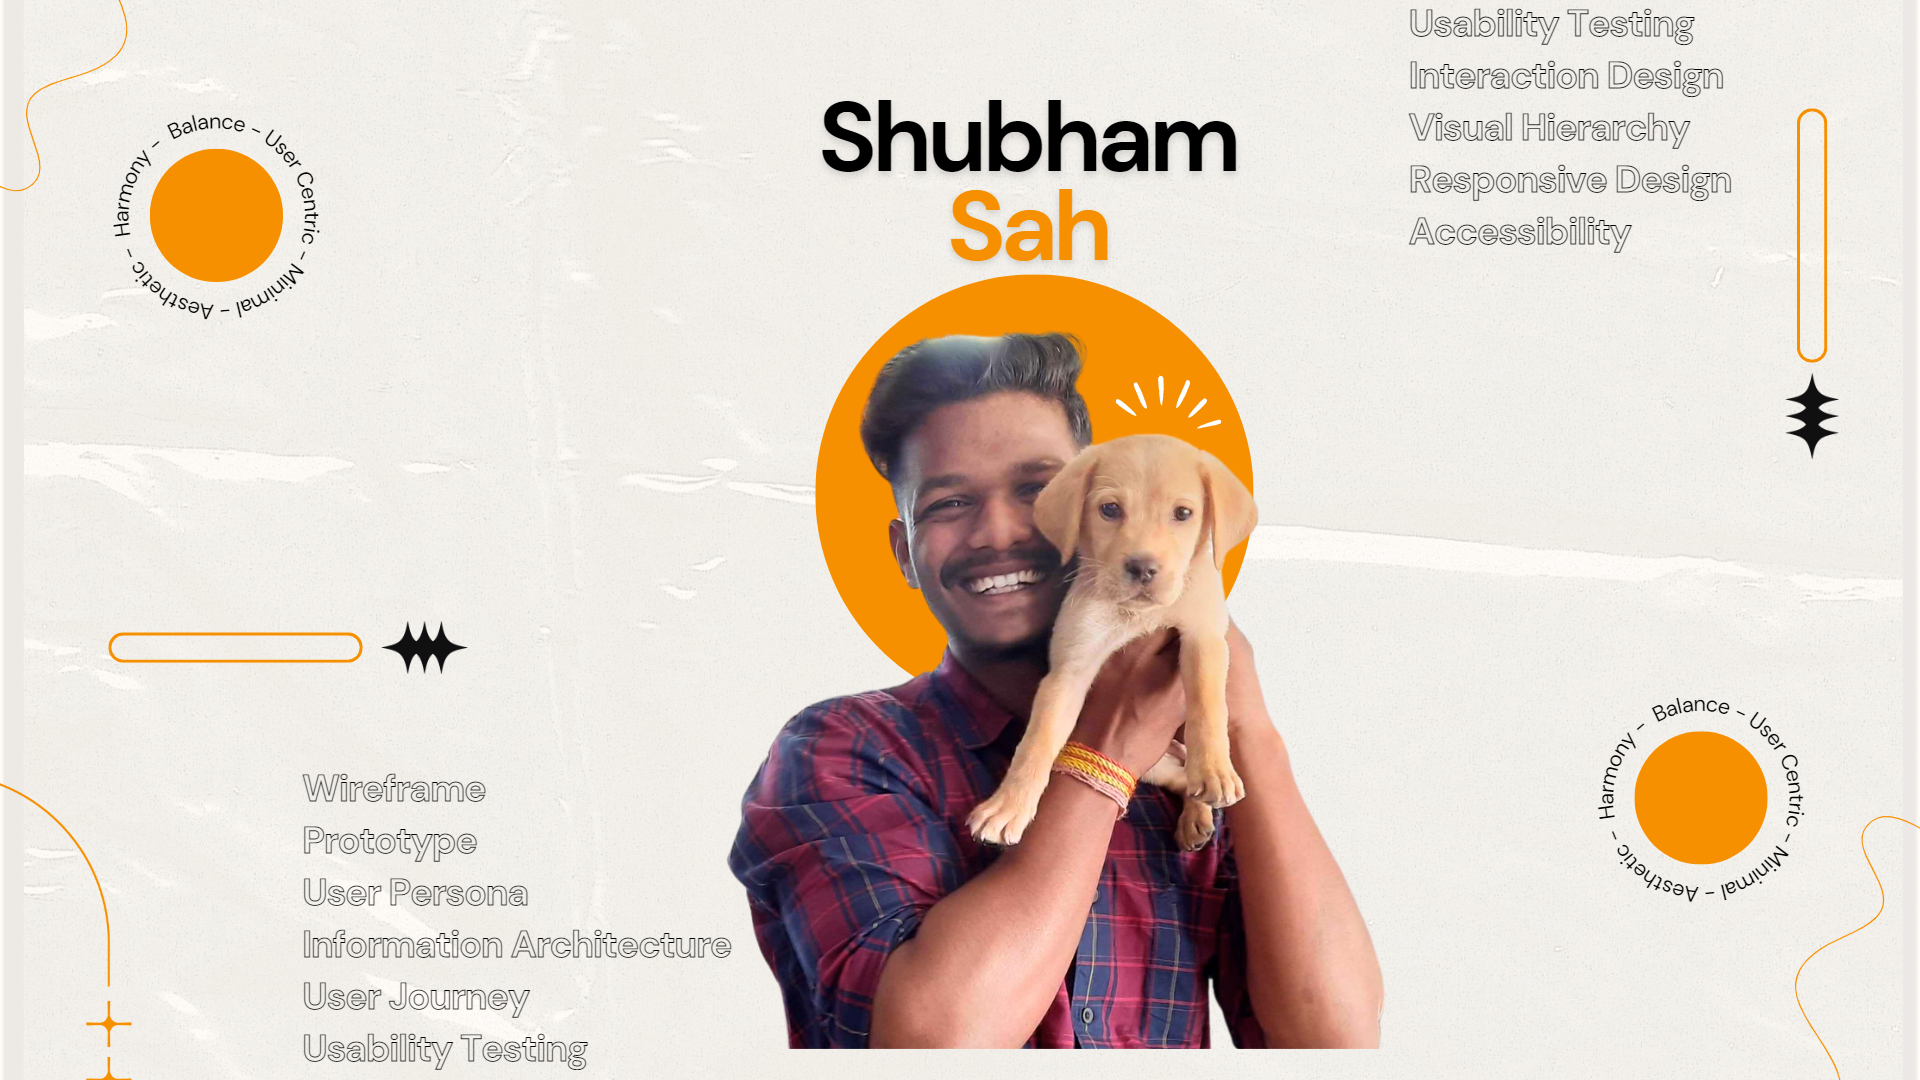 Usability Testing
Interaction Design
Visual Hierarchy
Responsive Design
Accessibility
Shubham
Sah
Balance - User Centric - Minimal - Aesthetic - Harmony -
Wireframe
Prototype
User Persona
Information Architecture
User Journey
Usability Testing
Balance - User Centric - Minimal - Aesthetic - Harmony -